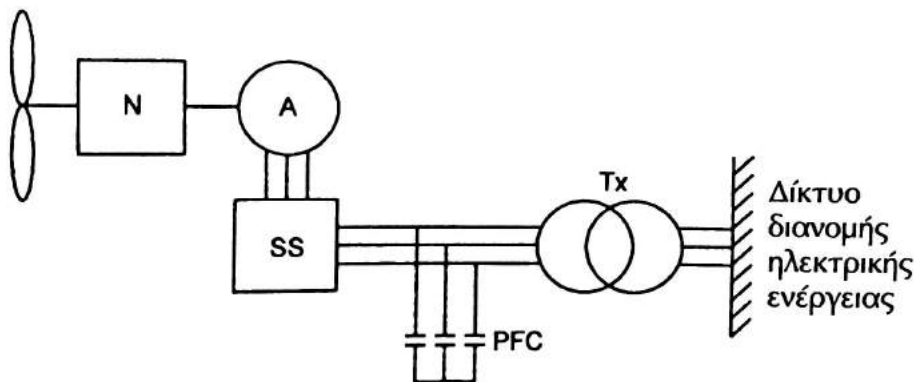 N
A
SS
Tx
PFC
Δίκτυο
διανομής
ηλεκτρικής
ενέργειας